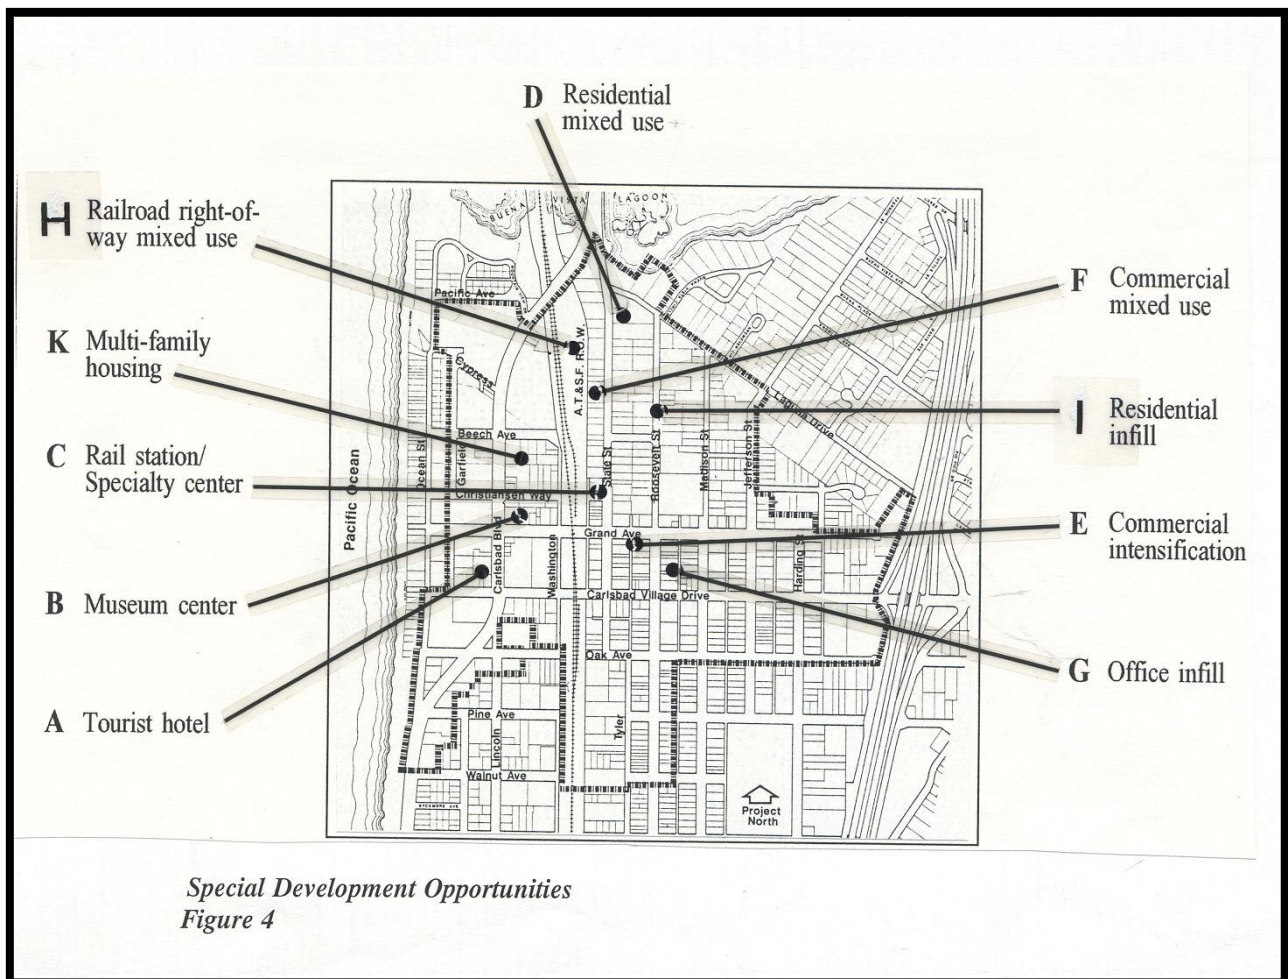 D Residential
mixed use
H Railroad right-of-
way mixed use
K Multi-family
housing
C Rail station/
Specialty center
B Museum center
A Tourist hotel
F Commercial
mixed use
I Residential
infill
E Commercial
intensification
G Office infill
BUENA VISTA LAGOON
Pacific Ave
Cypress
A.T.&S.F. R.O.W.
Laguna Drive
Beech Ave
Ocean St
Garfield
State St
Roosevelt St
Madison St
Jefferson St
Christiansen Way
Pacific Ocean
Grand Ave
Carlsbad Blvd
Washington
Harding St
Carlsbad Village Drive
Oak Ave
Pine Ave
Lincoln
Tyler
Walnut Ave
SYCAMORE AVE
Project
North
Special Development Opportunities
Figure 4